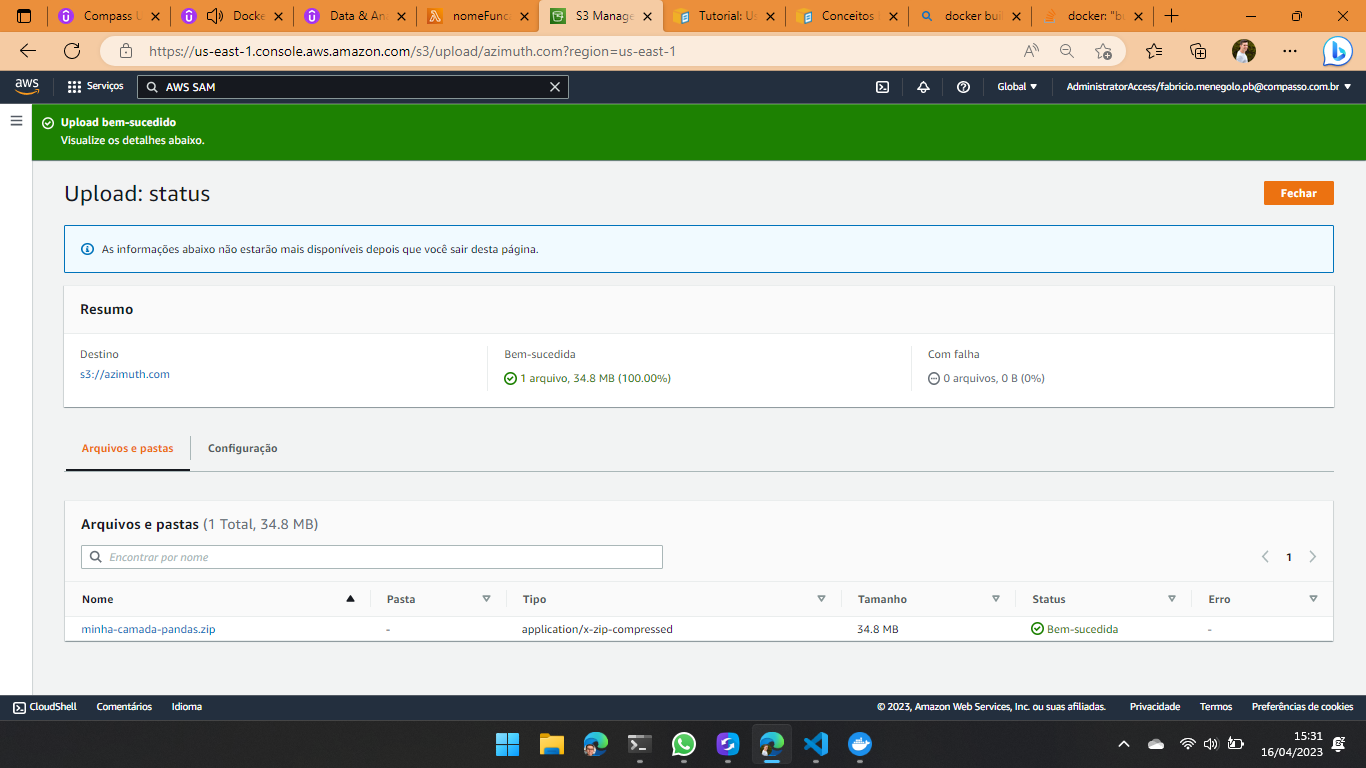 Compass U
Docke
Data & An
nomeFunc
S3 Manage
Tutorial: Us
Conceitos
docker bui
docker: "bu
https://us-east-1.console.aws.amazon.com/s3/upload/azimuth.com?region=us-east-1
aws
Serviços
AWS SAM
Global
AdministratorAccess/fabricio.menegolo.pb@compasso.com.br
Upload bem-sucedido
Visualize os detalhes abaixo.
Upload: status
Fechar
As informações abaixo não estarão mais disponíveis depois que você sair desta página.
Resumo
Destino
s3://azimuth.com
Bem-sucedida
1 arquivo, 34.8 MB (100.00%)
Com falha
0 arquivos, 0 B (0%)
Arquivos e pastas
Configuração
Arquivos e pastas (1 Total, 34.8 MB)
Encontrar por nome
1
Nome Pasta Tipo Tamanho Status Erro
minha-camada-pandas.zip - application/x-zip-compressed 34.8 MB Bem-sucedida -
CloudShell Comentários Idioma © 2023, Amazon Web Services, Inc. ou suas afiliadas. Privacidade Termos Preferências de cookies
15:31
16/04/2023